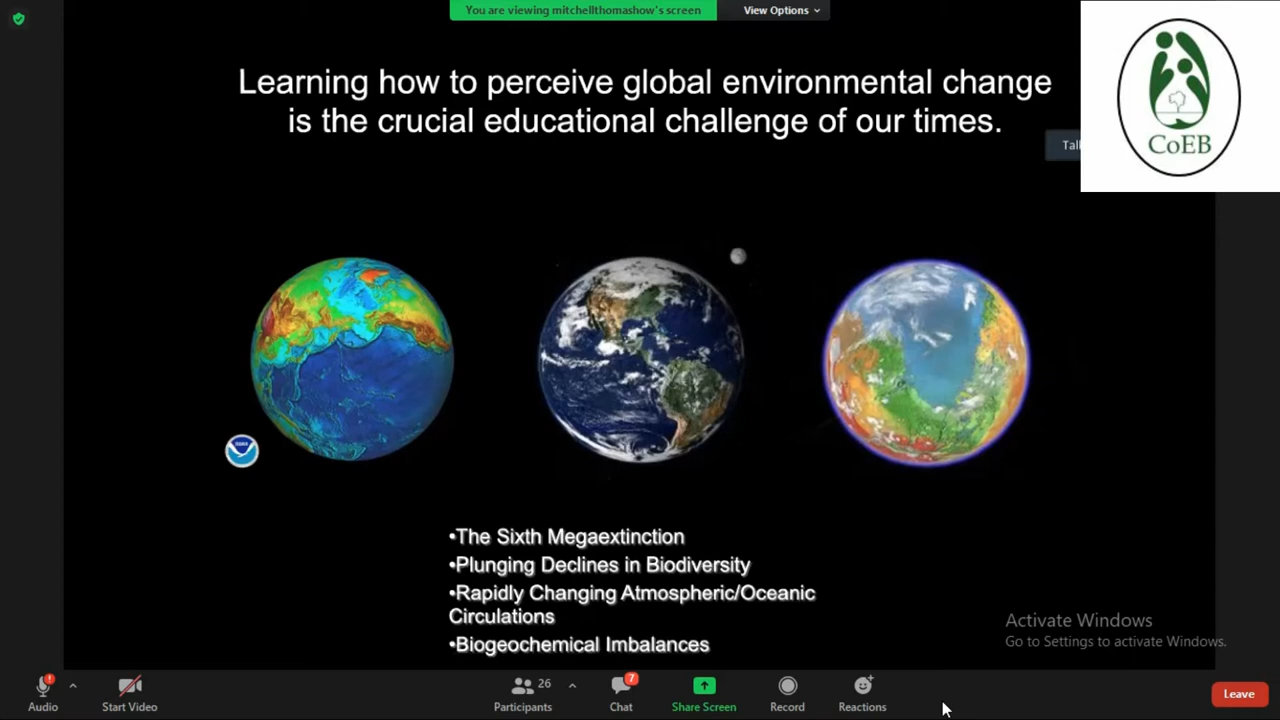 You are viewing mitchellthomashow's screen
View Options
Learning how to perceive global environmental change
is the crucial educational challenge of our times.
CoEB
•The Sixth Megaextinction
•Plunging Declines in Biodiversity
•Rapidly Changing Atmospheric/Oceanic
Circulations
•Biogeochemical Imbalances
Activate Windows
Go to Settings to activate Windows.
Audio
Start Video
26
Participants
7
Chat
Share Screen
Record
Reactions
Leave